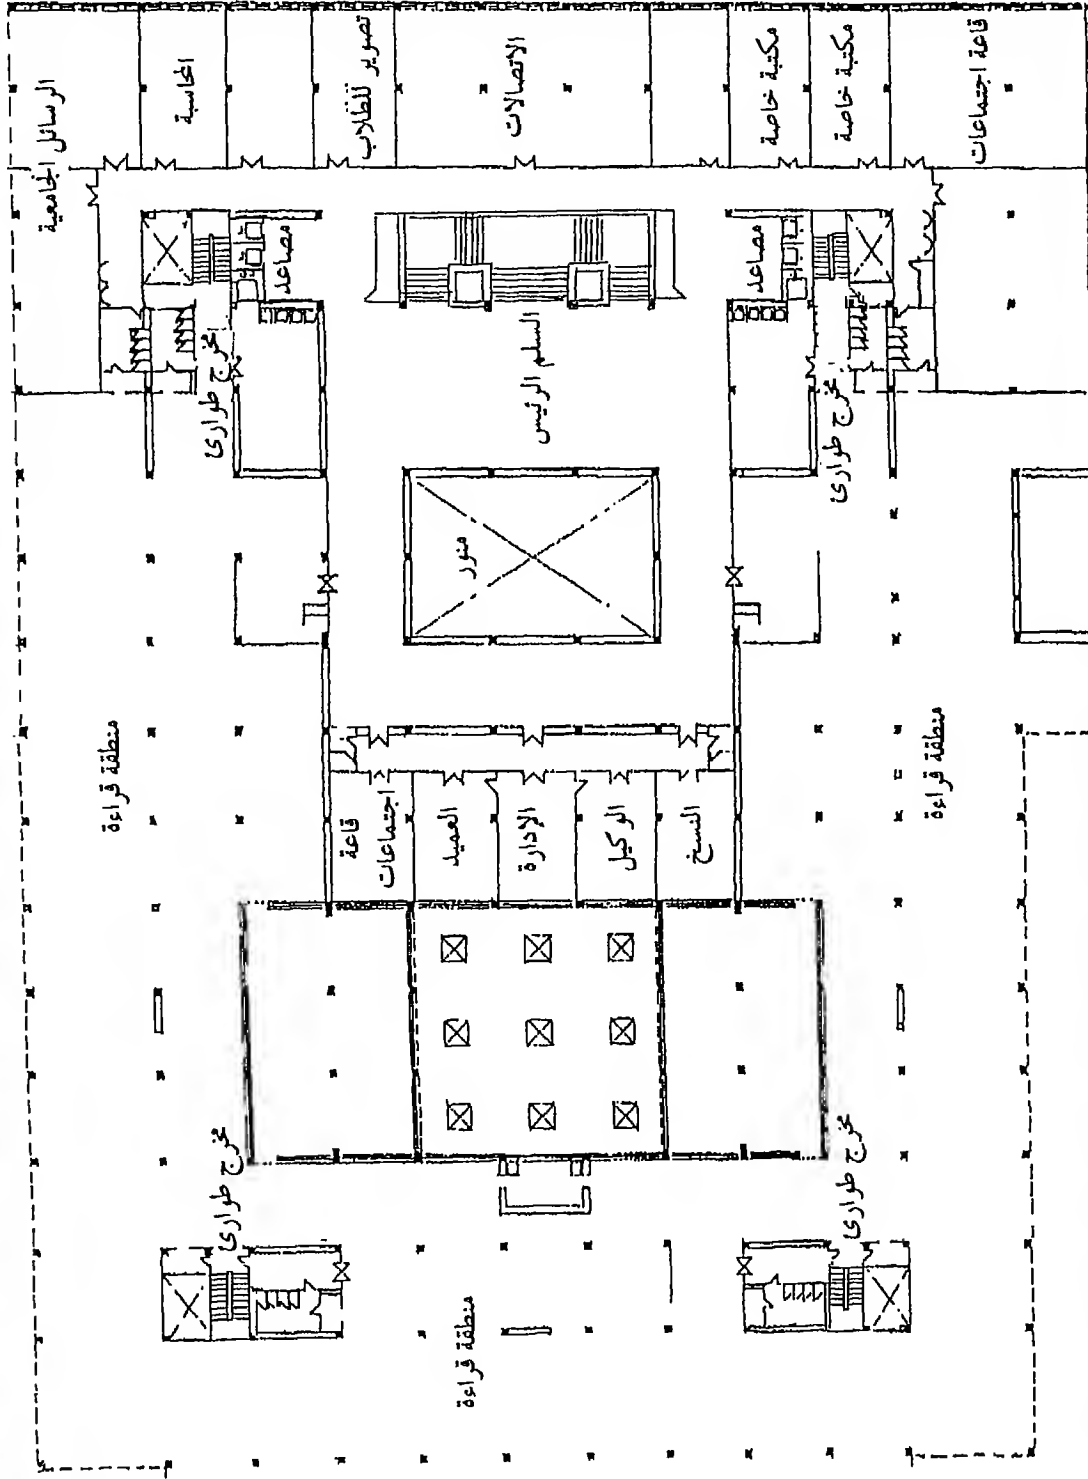 الرسائل الجامعية
المحاسبة
تصوير للطلاب
الاتصالات
مكتبة خاصة
مكتبة خاصة
قاعة اجتماعات
مصاعد
مصاعد
مخرج طوارئ
السلم الرئيس
مخرج طوارئ
منور
منطقة قراءة
منطقة قراءة
قاعة
اجتماعات
العميد
الإدارة
الوكيل
النسخ
مخرج طوارئ
مخرج طوارئ
منطقة قراءة